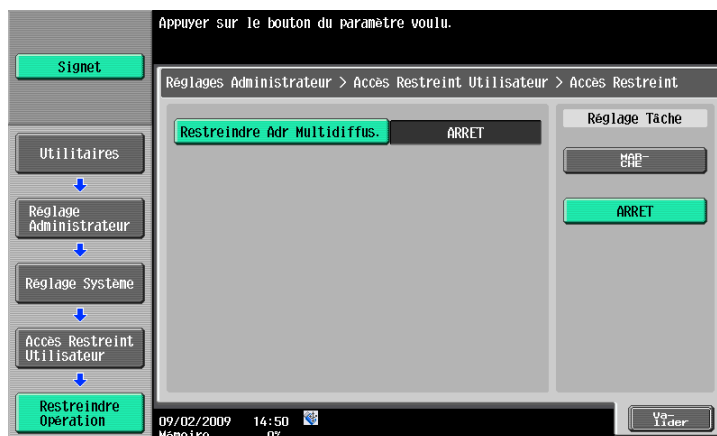 Appuyer sur le bouton du paramètre voulu.
Signet
Réglages Administrateur > Accès Restreint Utilisateur > Accès Restreint
Restreindre Adr Multidiffus.
ARRET
Réglage Tâche
MAR-
CHE
ARRET
Utilitaires
Réglage
Administrateur
Réglage Système
Accès Restreint
Utilisateur
Restreindre
Opération
09/02/2009 14:50
Mémoire 0%
Va-
lider